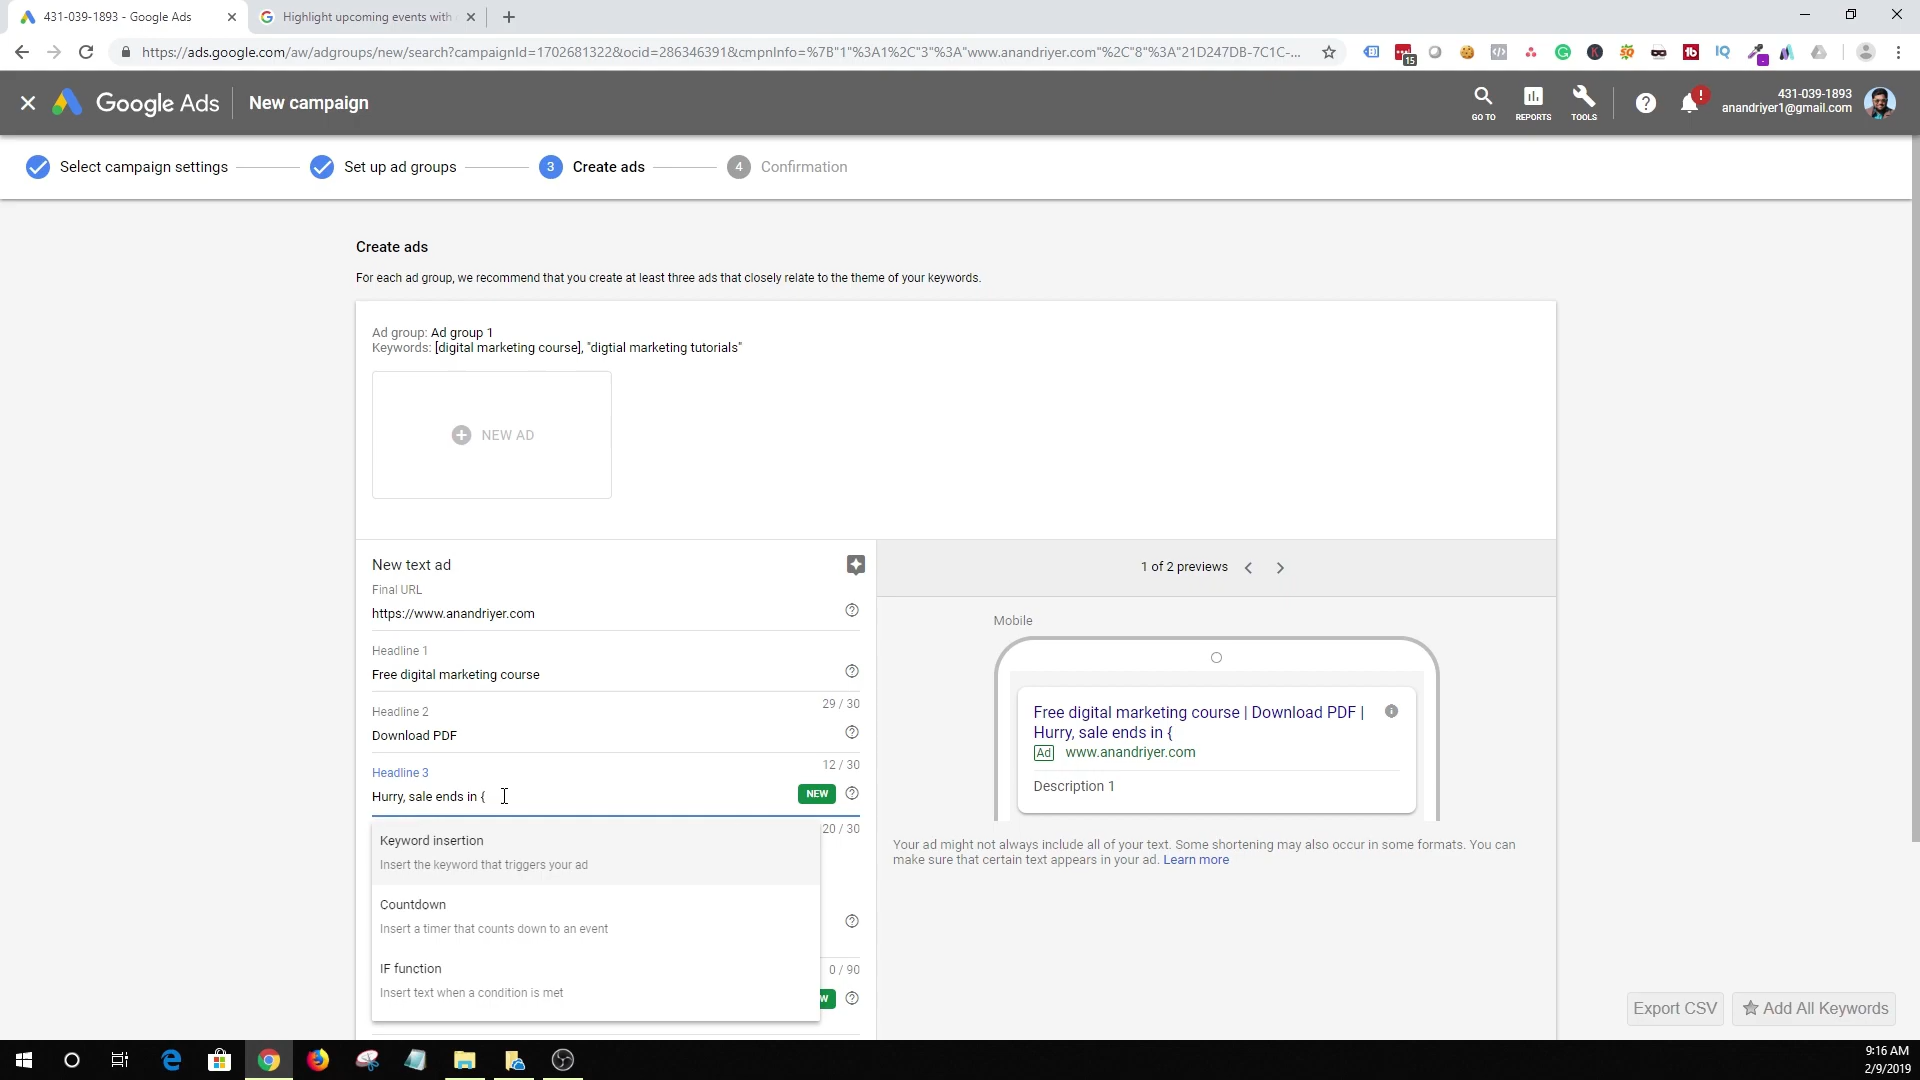 431-039-1893 - Google Ads
Highlight upcoming events with
https://ads.google.com/aw/adgroups/new/search?campaignId=1702681322&ocid=286346391&cmpnInfo=%7B"1"%3A1%2C"3"%3A"www.anandriyer.com"%2C"8"%3A"21D247DB-7C1C-...
15
Google Ads
New campaign
GO TO
REPORTS
TOOLS
431-039-1893
anandriyer1@gmail.com
Select campaign settings
Set up ad groups
3
Create ads
4
Confirmation
Create ads
For each ad group, we recommend that you create at least three ads that closely relate to the theme of your keywords.
Ad group: Ad group 1
Keywords: [digital marketing course], "digtial marketing tutorials"
NEW AD
New text ad
Final URL
https://www.anandriyer.com
Headline 1
Free digital marketing course
29 / 30
Headline 2
Download PDF
12 / 30
Headline 3
Hurry, sale ends in {
NEW
20 / 30
Keyword insertion
Insert the keyword that triggers your ad
Countdown
Insert a timer that counts down to an event
IF function
Insert text when a condition is met
0 / 90
W
1 of 2 previews
Mobile
Free digital marketing course | Download PDF |
Hurry, sale ends in {
Ad www.anandriyer.com
Description 1
Your ad might not always include all of your text. Some shortening may also occur in some formats. You can
make sure that certain text appears in your ad. Learn more
Export CSV
Add All Keywords
9:16 AM
2/9/2019